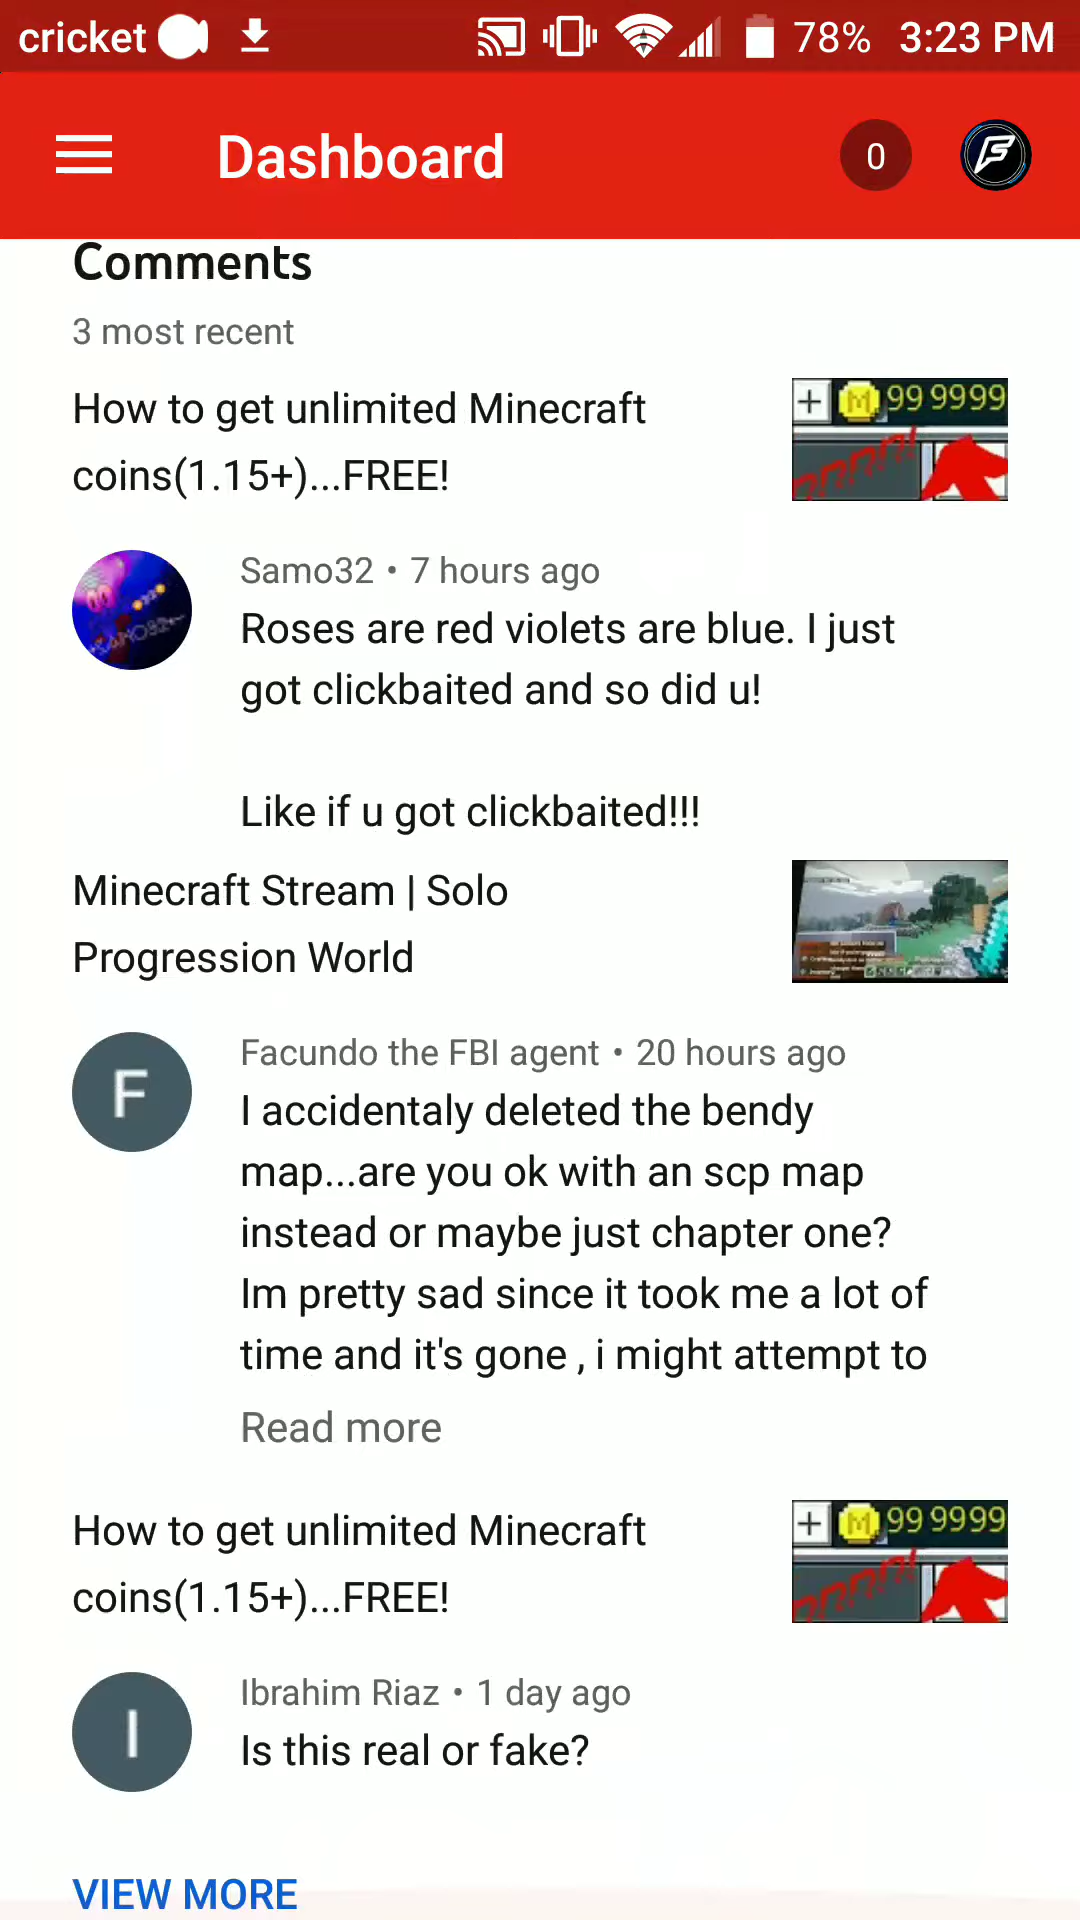 cricket 78% 3:23 PM
Dashboard 0
Comments
3 most recent
How to get unlimited Minecraft
coins(1.15+)...FREE!
+ M 99 9999
Samo32 • 7 hours ago
Roses are red violets are blue. I just
got clickbaited and so did u!
Like if u got clickbaited!!!
Minecraft Stream | Solo
Progression World
F
Facundo the FBI agent • 20 hours ago
I accidentaly deleted the bendy
map...are you ok with an scp map
instead or maybe just chapter one?
Im pretty sad since it took me a lot of
time and it's gone , i might attempt to
Read more
How to get unlimited Minecraft
coins(1.15+)...FREE!
+ M 99 9999
I
Ibrahim Riaz • 1 day ago
Is this real or fake?
VIEW MORE